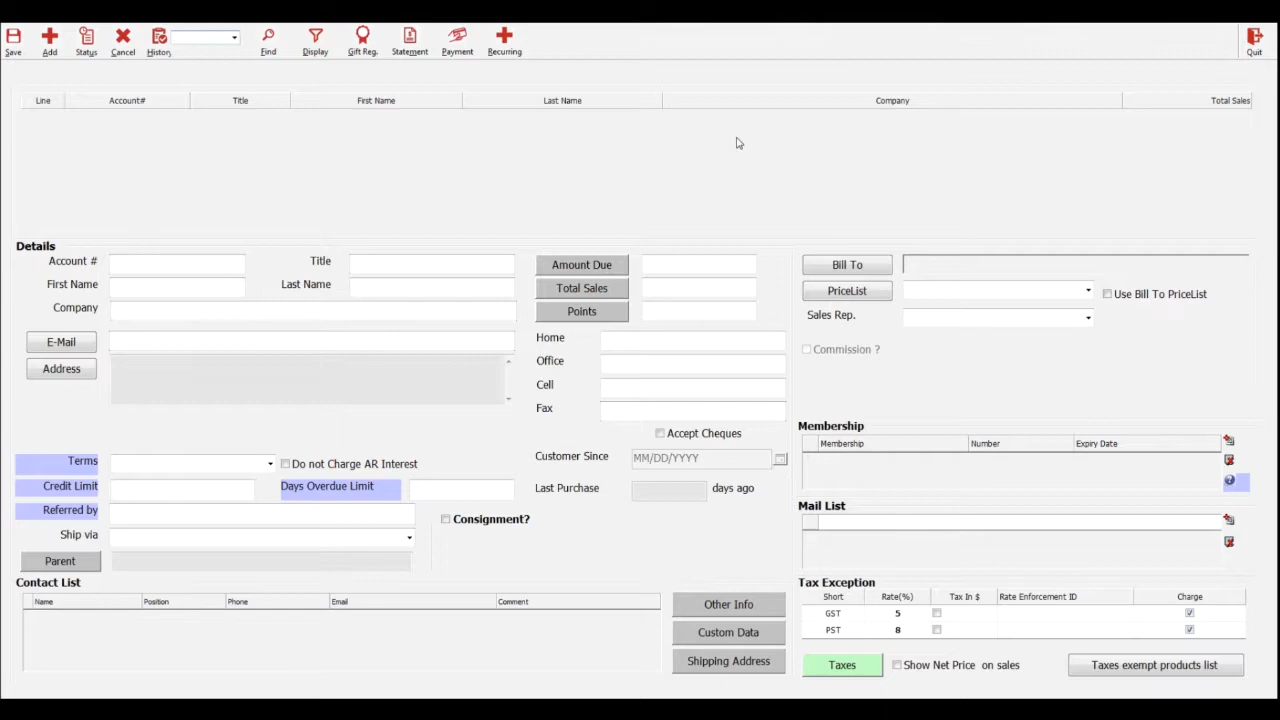 Save Add Status Cancel History Find Display Gift Reg. Statement Payment Recurring Quit
Line Account# Title First Name Last Name Company Total Sales
Details
Account # Title Amount Due Bill To
First Name Last Name Total Sales PriceList Use Bill To PriceList
Company Points Sales Rep.
E-Mail Home Commission ?
Address Office
Cell
Fax
Accept Cheques
Membership
Membership Number Expiry Date
Terms Do not Charge AR Interest Customer Since MM/DD/YYYY
Credit Limit Days Overdue Limit Last Purchase days ago
Referred by Consignment?
Mail List
Ship via
Parent
Contact List
Name Position Phone Email Comment
Other Info
Custom Data
Shipping Address
Tax Exception
Short Rate(%) Tax In $ Rate Enforcement ID Charge
GST 5
PST 8
Taxes Show Net Price on sales Taxes exempt products list